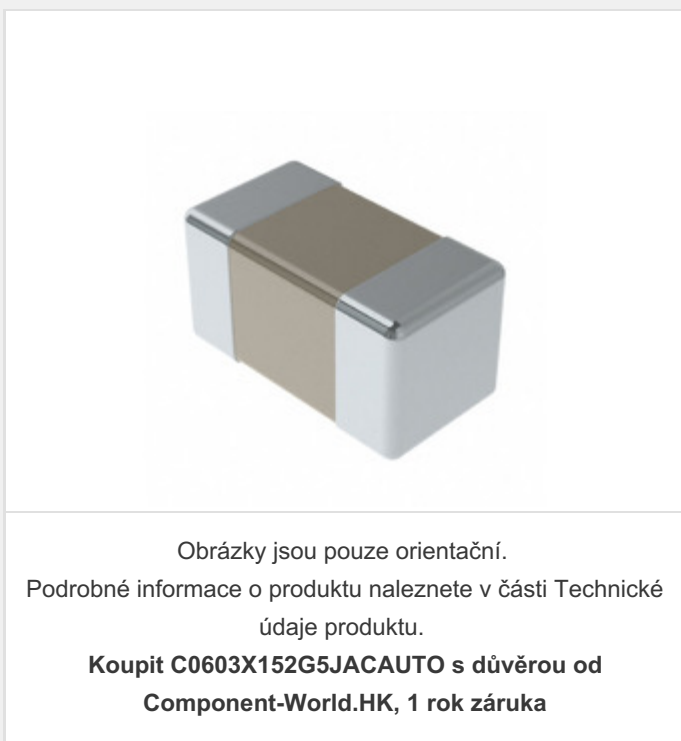 Obrázky jsou pouze orientační.
Podrobné informace o produktu naleznete v části Technické
údaje produktu.
Koupit C0603X152G5JACAUTO s důvěrou od
Component-World.HK, 1 rok záruka